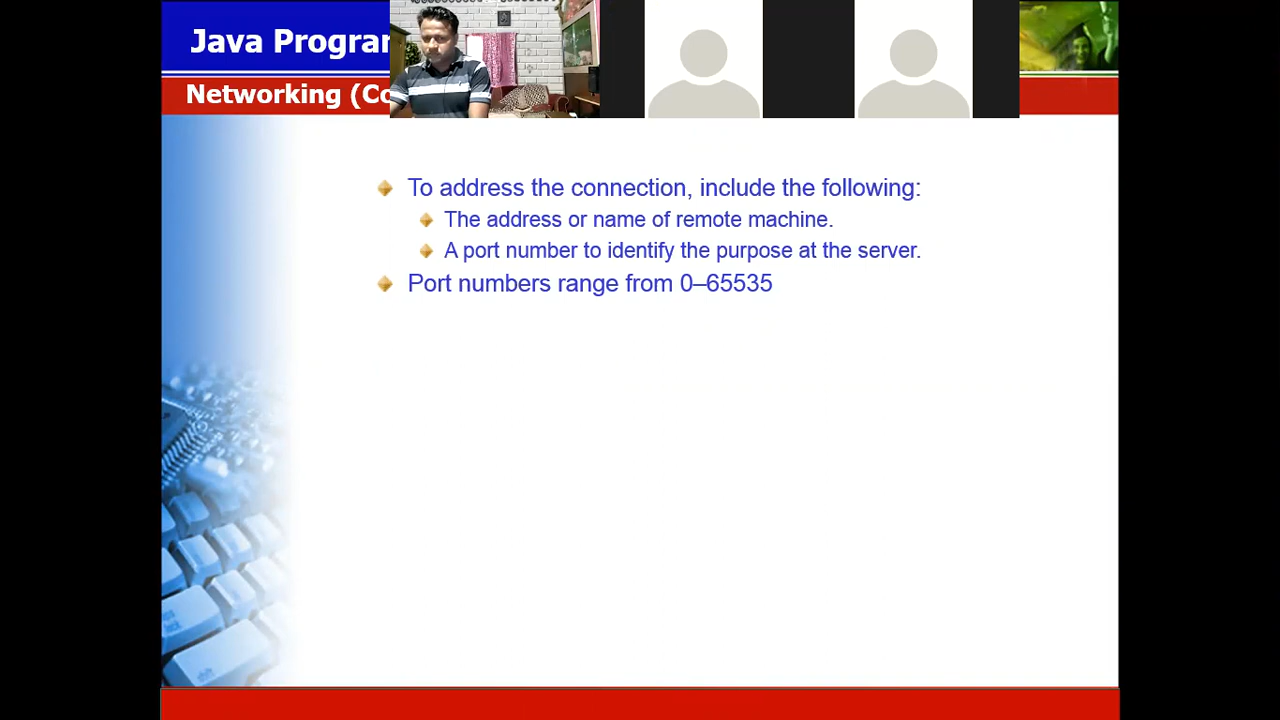 Java Program
Networking (Co
To address the connection, include the following:
The address or name of remote machine.
A port number to identify the purpose at the server.
Port numbers range from 0–65535